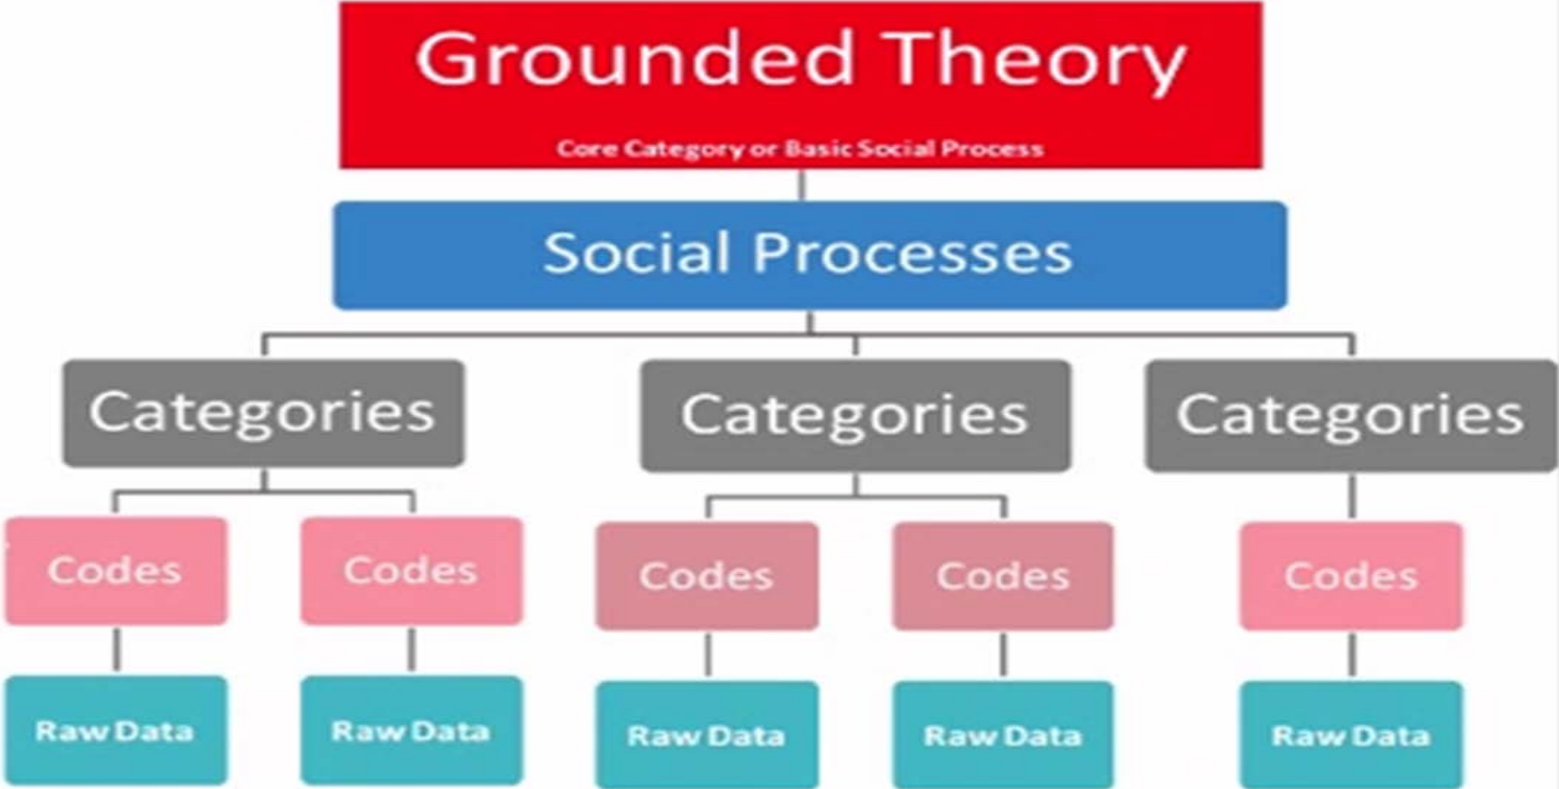 Grounded Theory
Core Category or Basic Social Process
Social Processes
Categories
Categories
Categories
Codes
Codes
Codes
Codes
Codes
Raw Data
Raw Data
Raw Data
Raw Data
Raw Data